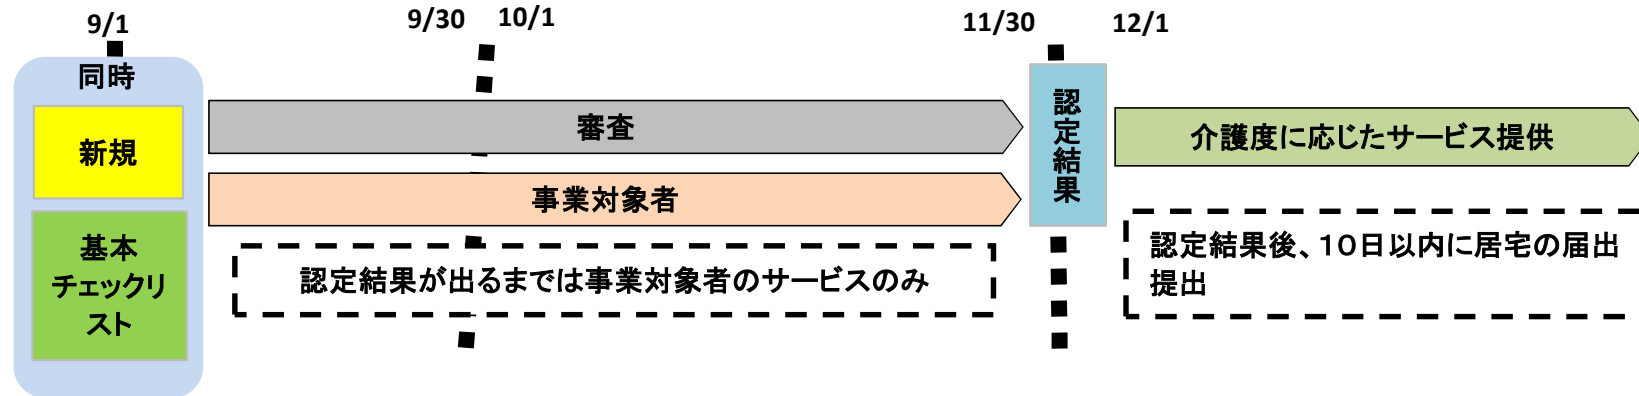 9/1
9/30
10/1
11/30
12/1
同時
新規
基本
チェックリ
スト
審査
事業対象者
認定結果が出るまでは事業対象者のサービスのみ
認定結果
介護度に応じたサービス提供
認定結果後、１０日以内に居宅の届出
提出